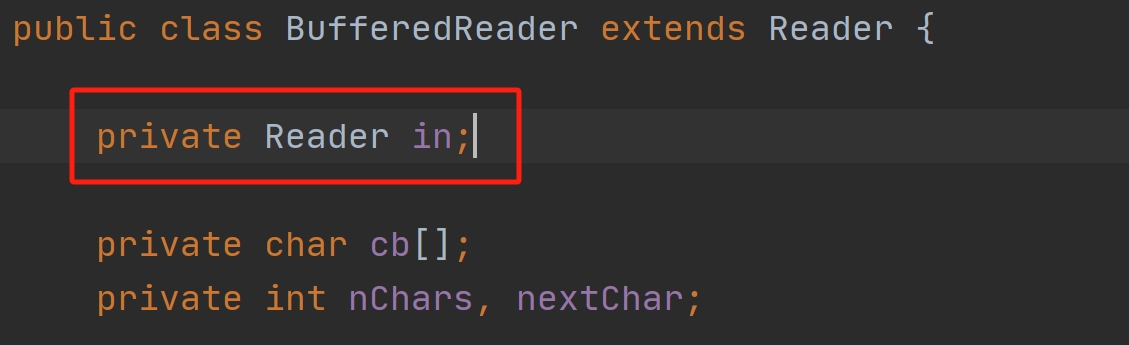 public class BufferedReader extends Reader {
private Reader in;
private char cb[];
private int nChars, nextChar;